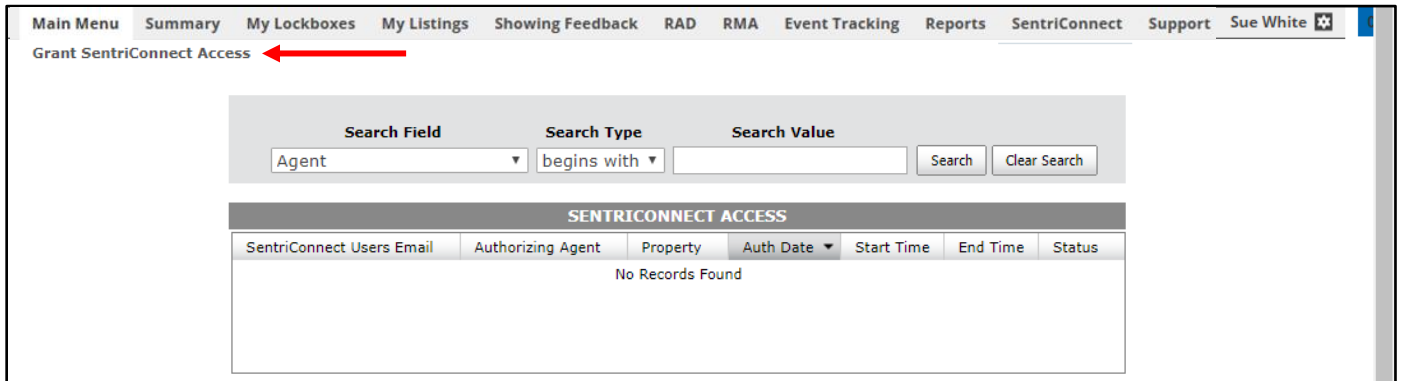 Main Menu Summary My Lockboxes My Listings Showing Feedback RAD RMA Event Tracking Reports SentriConnect Support Sue White
Grant SentriConnect Access
Search Field Search Type Search Value
Agent begins with Search Clear Search
SENTRICONNECT ACCESS
SentriConnect Users Email Authorizing Agent Property Auth Date Start Time End Time Status
No Records Found